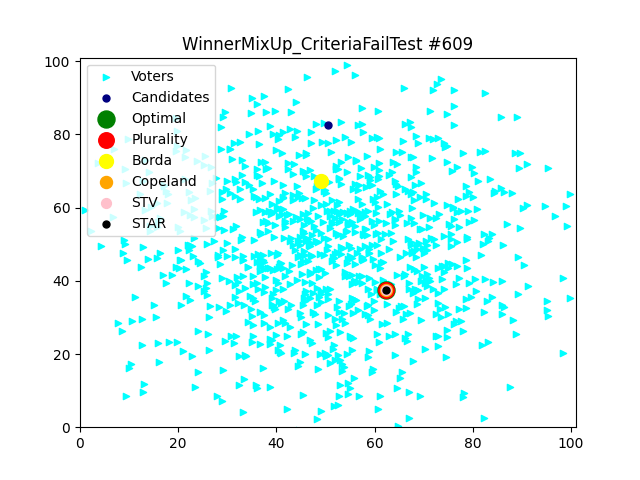 WinnerMixUp_CriteriaFailTest #609
100
80
60
40
20
0
0 20 40 60 80 100
Voters
Candidates
Optimal
Plurality
Borda
Copeland
STV
STAR